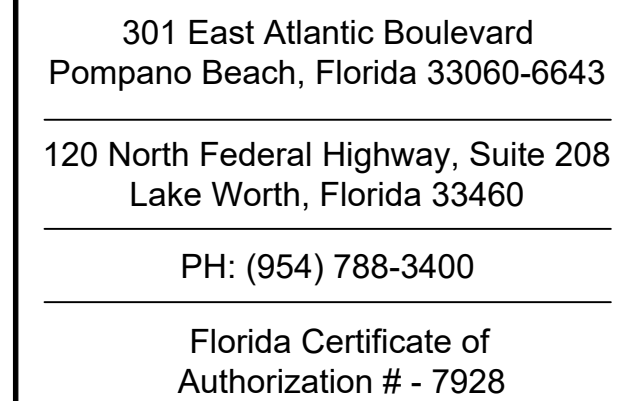 301 East Atlantic Boulevard
Pompano Beach, Florida 33060-6643
120 North Federal Highway, Suite 208
Lake Worth, Florida 33460
PH: (954) 788-3400
Florida Certificate of
Authorization # - 7928